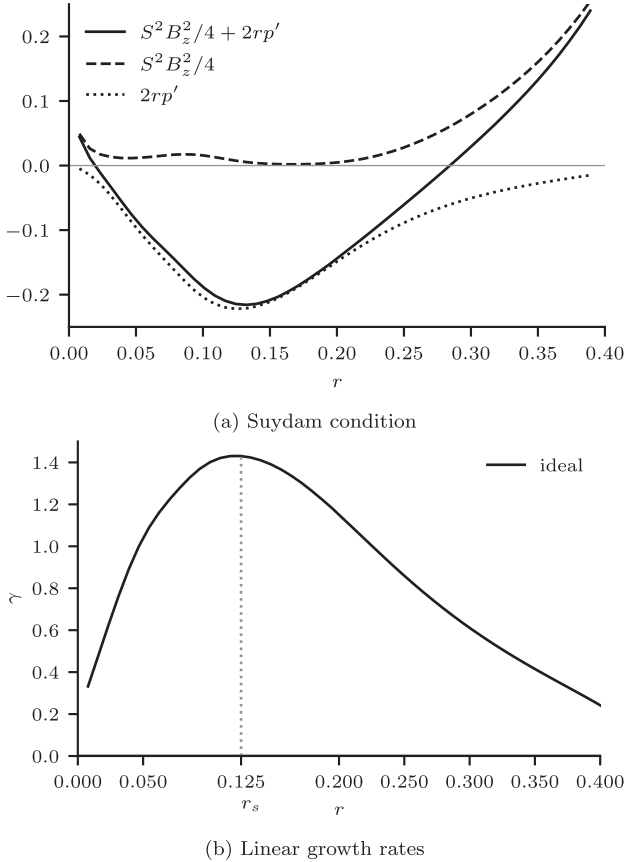 0.2
0.1
0.0
−0.1
−0.2
S²B_z²/4 + 2rp′
S²B_z²/4
2rp′
0.00 0.05 0.10 0.15 0.20 0.25 0.30 0.35 0.40
r
(a) Suydam condition
1.4
1.2
1.0
0.8
0.6
0.4
0.2
0.0
γ
ideal
0.000 0.050 0.125 0.200 0.250 0.300 0.350 0.400
r_s r
(b) Linear growth rates